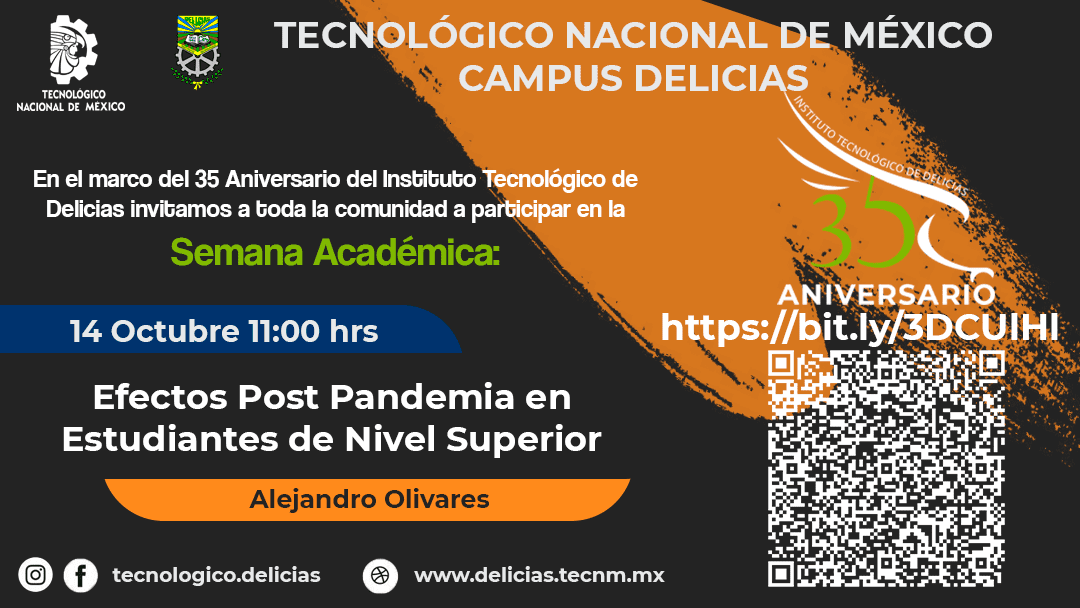 TECNOLÓGICO
NACIONAL DE MÉXICO
TECNOLÓGICO NACIONAL DE MÉXICO
CAMPUS DELICIAS
INSTITUTO TECNOLÓGICO DE DELICIAS
35
ANIVERSARIO
En el marco del 35 Aniversario del Instituto Tecnológico de
Delicias invitamos a toda la comunidad a participar en la
Semana Académica:
14 Octubre 11:00 hrs
https://bit.ly/3DCUlHl
Efectos Post Pandemia en
Estudiantes de Nivel Superior
Alejandro Olivares
tecnologico.delicias
www.delicias.tecnm.mx